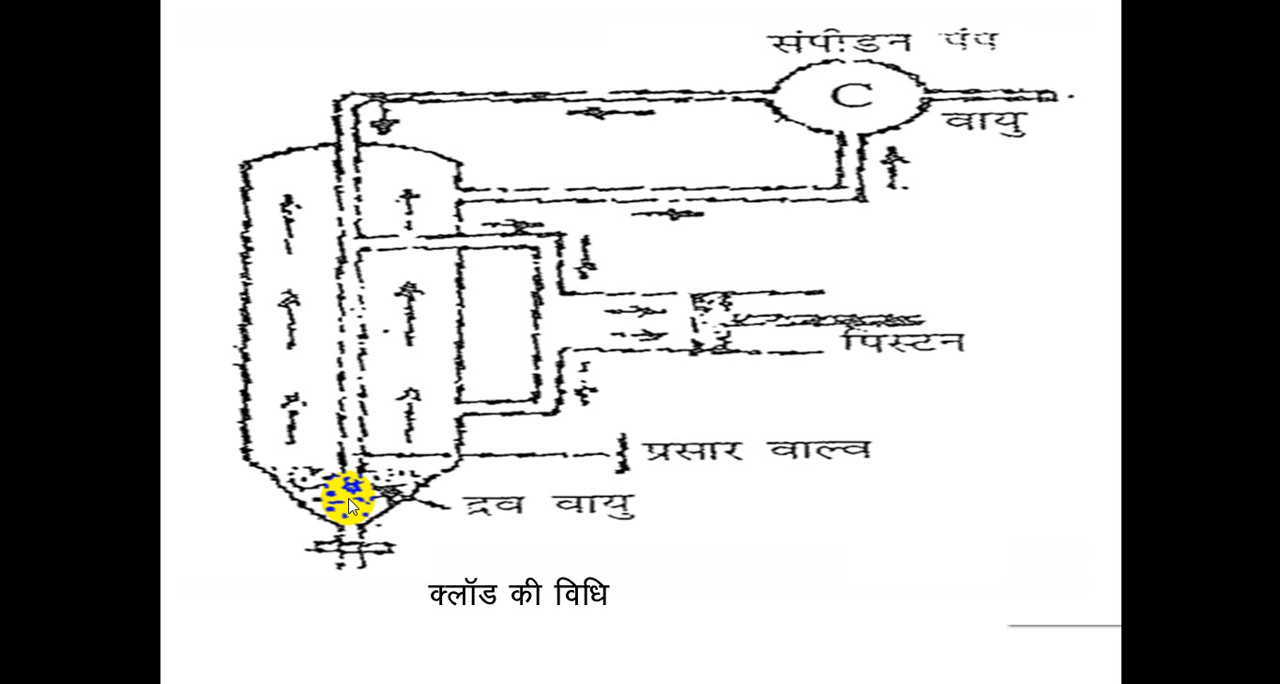 संपीडन पंप
C
वायु
पिस्टन
प्रसार वाल्व
द्रव वायु
क्लॉड की विधि